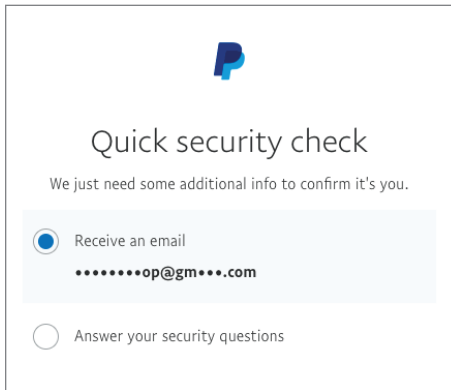 Quick security check
We just need some additional info to confirm it's you.
Receive an email
••••••••op@gm•••.com
Answer your security questions